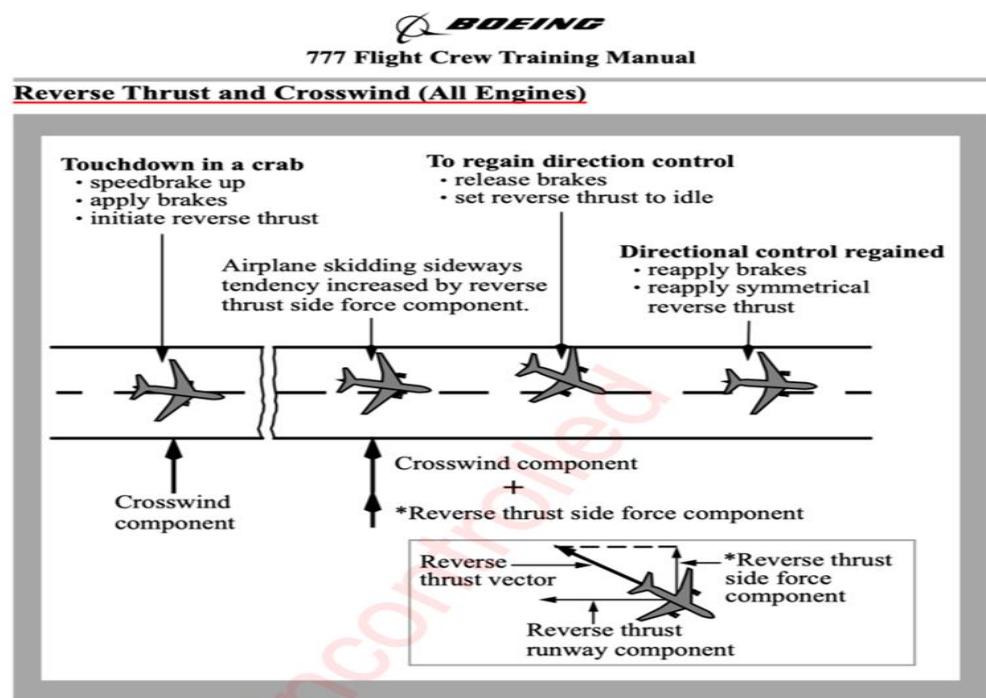 BOEING
777 Flight Crew Training Manual
Reverse Thrust and Crosswind (All Engines)
Touchdown in a crab
• speedbrake up
• apply brakes
• initiate reverse thrust
To regain direction control
• release brakes
• set reverse thrust to idle
Airplane skidding sideways
tendency increased by reverse
thrust side force component.
Directional control regained
• reapply brakes
• reapply symmetrical
reverse thrust
Crosswind
component
Crosswind component
+
*Reverse thrust side force component
Reverse
thrust vector
*Reverse thrust
side force
component
Reverse thrust
runway component
ncontrolled